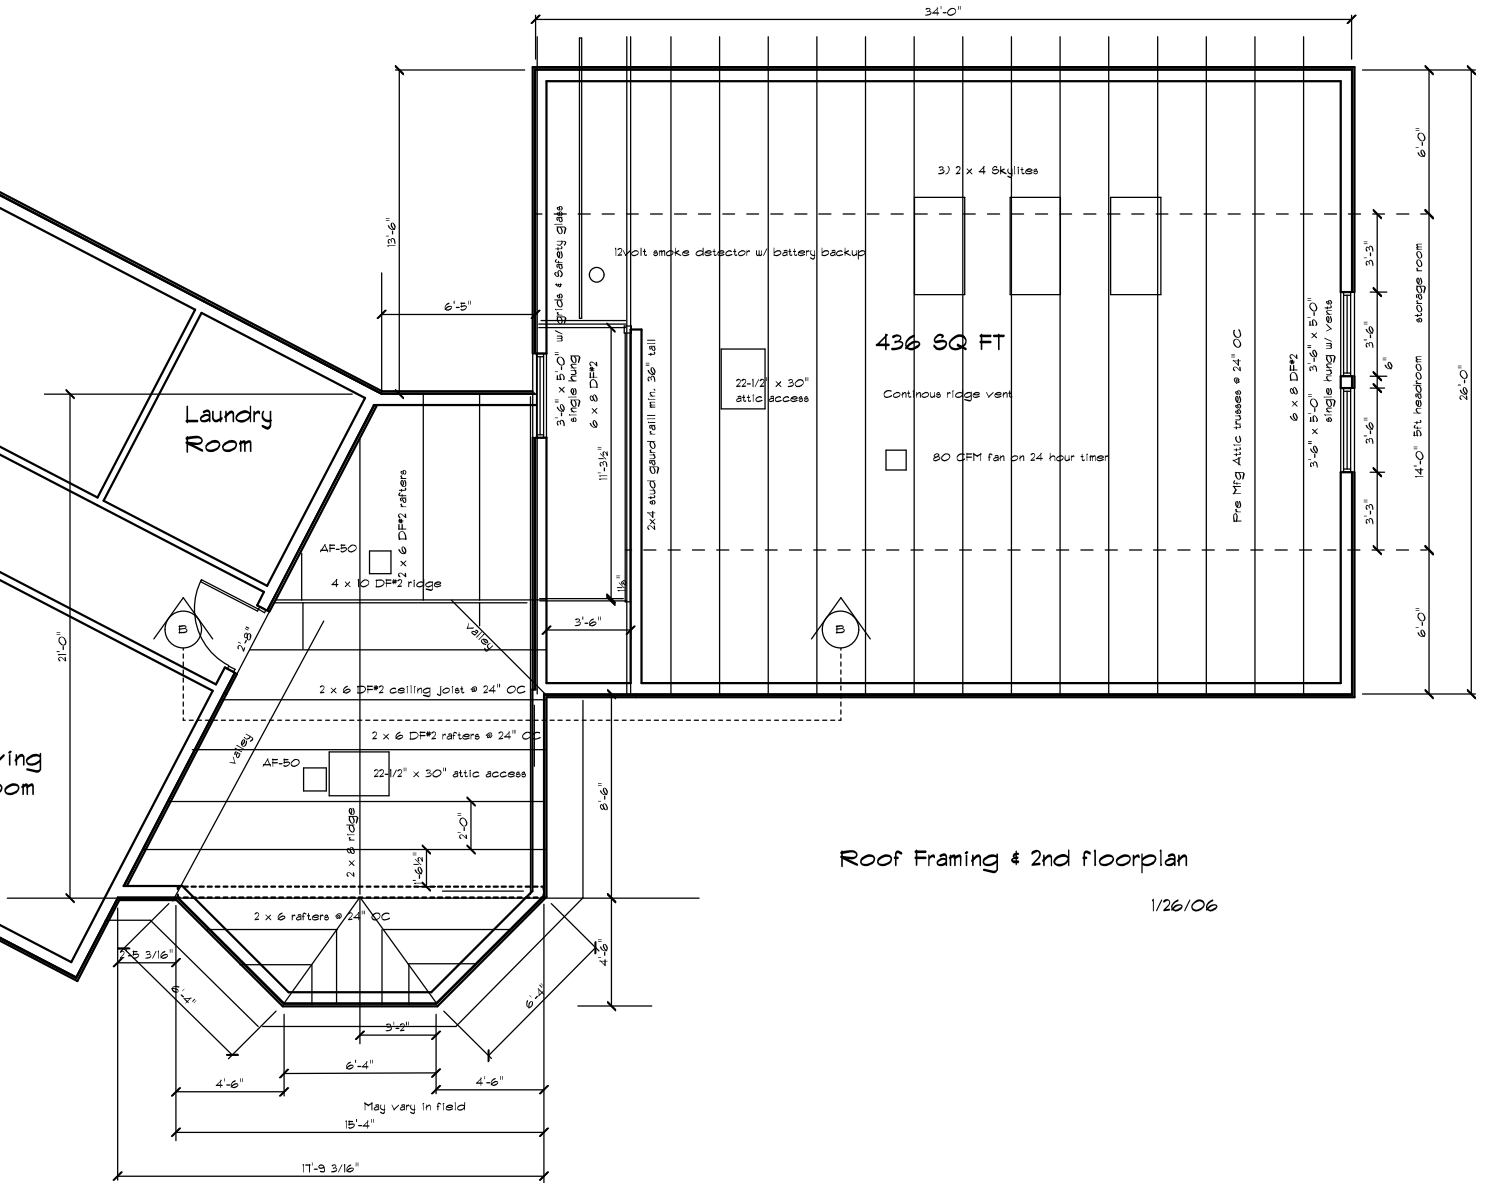 34'-0"
13'-6"
6'-5"
3) 2 x 4 Skylites
12volt smoke detector w/ battery backup
436 SQ FT
22-1/2" x 30"
attic access
Continous ridge vent
80 CFM fan on 24 hour timer
3'-6" x 5'-0" w/ grids & Safety glass
single hung
6 x 8 DF#2
11'-3½"
2x4 stud gaurd raill min. 36" tall
1½"
3'-6"
Pre Mfg Attic trusses @ 24" OC
6 x 8 DF#2
3'-6" x 5'-0" 3'-6" x 5'-0"
single hung w/ vents
6'-0"
3'-3"
3'-6"
6"
3'-6"
3'-3"
14'-0" 5ft headroom storage room
6'-0"
26'-0"
B
Laundry
Room
2 x 6 DF#2 rafters
AF-50
4 x 10 DF#2 ridge
B
2'-8"
21'-0"
valley
2 x 6 DF#2 ceiling joist @ 24" OC
2 x 6 DF#2 rafters @ 24" OC
valley
AF-50
22-1/2" x 30" attic access
2 x 8 ridge
2'-0"
1'-6½"
8'-6"
2 x 6 rafters @ 24" OC
4'-6"
2'-5 3/16"
6'-4"
6'-4"
3'-2"
6'-4"
4'-6"
4'-6"
May vary in field
15'-4"
17'-9 3/16"
Roof Framing & 2nd floorplan
1/26/06